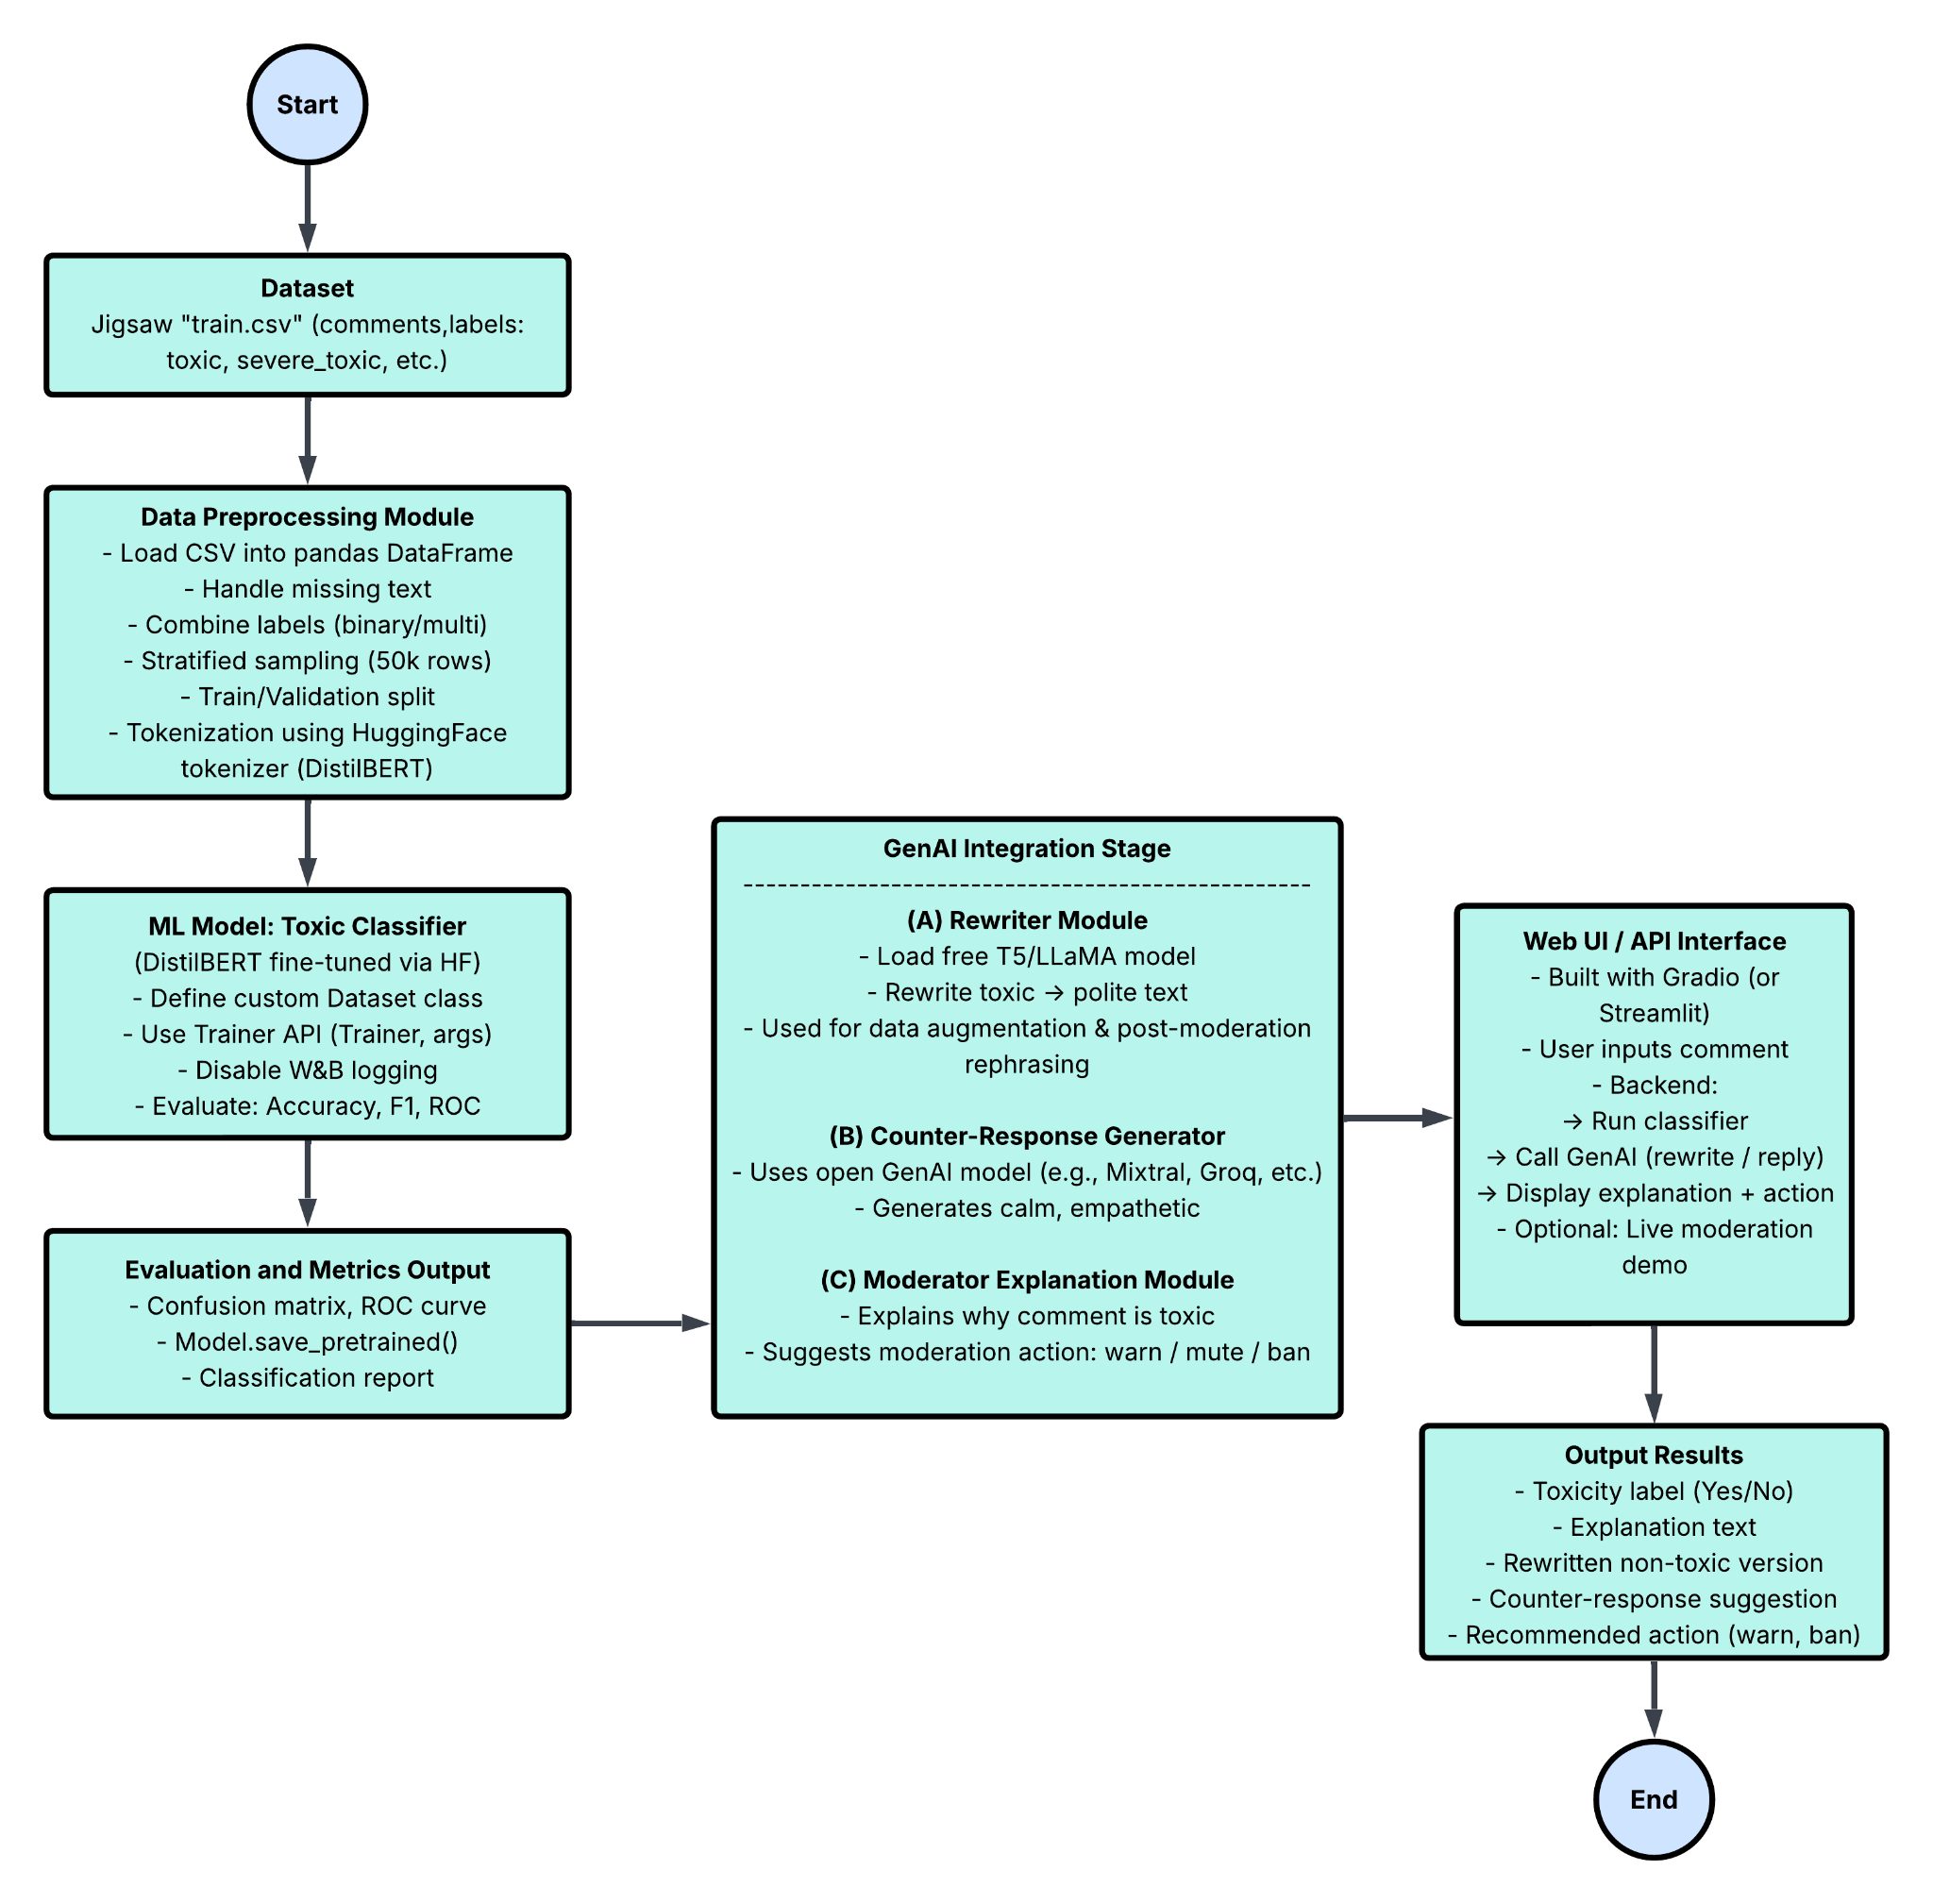 Start
Dataset
Jigsaw "train.csv" (comments,labels:
toxic, severe_toxic, etc.)
Data Preprocessing Module
- Load CSV into pandas DataFrame
- Handle missing text
- Combine labels (binary/multi)
- Stratified sampling (50k rows)
- Train/Validation split
- Tokenization using HuggingFace
tokenizer (DistilBERT)
ML Model: Toxic Classifier
(DistilBERT fine-tuned via HF)
- Define custom Dataset class
- Use Trainer API (Trainer, args)
- Disable W&B logging
- Evaluate: Accuracy, F1, ROC
Evaluation and Metrics Output
- Confusion matrix, ROC curve
- Model.save_pretrained()
- Classification report
GenAI Integration Stage
--------------------------------------------------
(A) Rewriter Module
- Load free T5/LLaMA model
- Rewrite toxic → polite text
- Used for data augmentation & post-moderation
rephrasing
(B) Counter-Response Generator
- Uses open GenAI model (e.g., Mixtral, Groq, etc.)
- Generates calm, empathetic
(C) Moderator Explanation Module
- Explains why comment is toxic
- Suggests moderation action: warn / mute / ban
Web UI / API Interface
- Built with Gradio (or
Streamlit)
- User inputs comment
- Backend:
→ Run classifier
→ Call GenAI (rewrite / reply)
→ Display explanation + action
- Optional: Live moderation
demo
Output Results
- Toxicity label (Yes/No)
- Explanation text
- Rewritten non-toxic version
- Counter-response suggestion
- Recommended action (warn, ban)
End